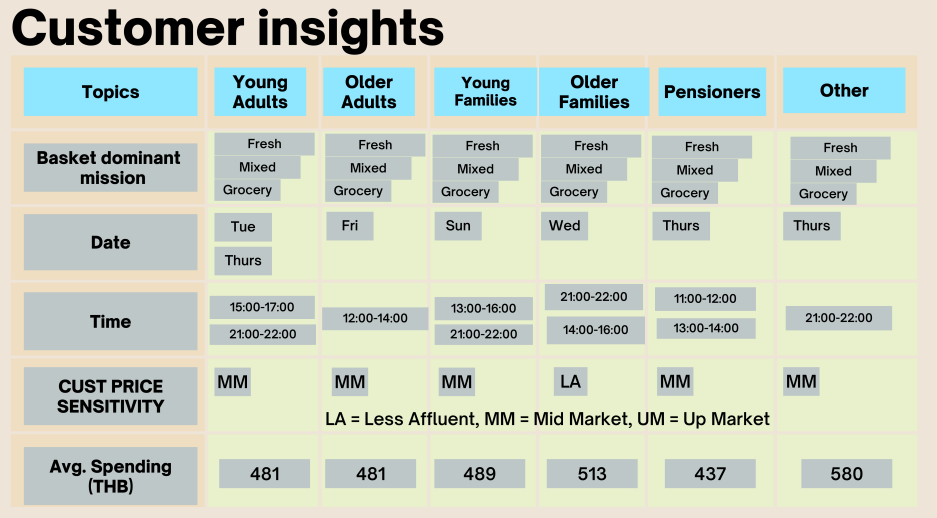 Customer insights
Topics
Young
Adults
Older
Adults
Young
Families
Older
Families
Pensioners
Other
Basket dominant
mission
Fresh
Mixed
Grocery
Fresh
Mixed
Grocery
Fresh
Mixed
Grocery
Fresh
Mixed
Grocery
Fresh
Mixed
Grocery
Fresh
Mixed
Grocery
Date
Tue
Thurs
Fri
Sun
Wed
Thurs
Thurs
Time
15:00-17:00
21:00-22:00
12:00-14:00
13:00-16:00
21:00-22:00
21:00-22:00
14:00-16:00
11:00-12:00
13:00-14:00
21:00-22:00
CUST PRICE
SENSITIVITY
MM
MM
MM
LA
MM
MM
LA = Less Affluent, MM = Mid Market, UM = Up Market
Avg. Spending
(THB)
481
481
489
513
437
580